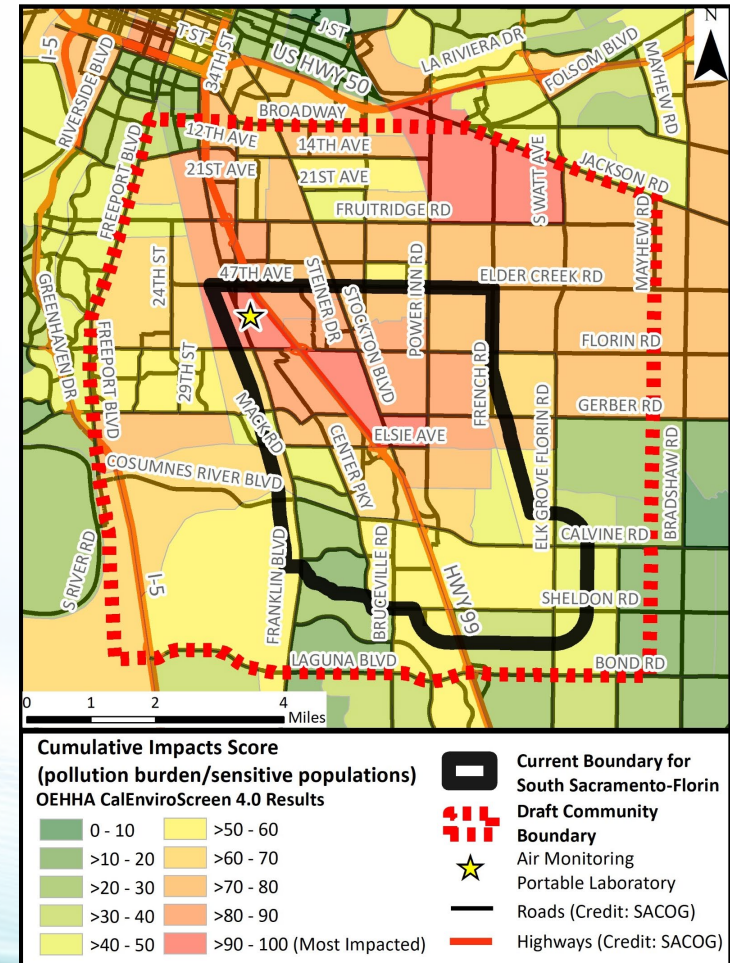 N
J ST
T ST
34TH ST
LA RIVIERA DR
I-5
US HWY 50
FOLSOM BLVD
MAYHEW RD
RIVERSIDE BLVD
BROADWAY
12TH AVE
14TH AVE
FREEPORT BLVD
21ST AVE
21ST AVE
S WATT AVE
JACKSON RD
FRUITRIDGE RD
MAYHEW RD
24TH ST
47TH AVE
STEINER DR
STOCKTON BLVD
POWER INN RD
ELDER CREEK RD
GREENHAVEN DR
FREEPORT BLVD
29TH ST
FLORIN RD
FRENCH RD
MACK RD
GERBER RD
CENTER PKY
ELSIE AVE
ELK GROVE FLORIN RD
BRADSHAW RD
COSUMNES RIVER BLVD
CALVINE RD
S RIVER RD
I-5
FRANKLIN BLVD
BRUCEVILLE RD
HWY 99
SHELDON RD
LAGUNA BLVD
BOND RD
0 1 2 4
Miles
Cumulative Impacts Score
(pollution burden/sensitive populations)
OEHHA CalEnviroScreen 4.0 Results
0 - 10
>10 - 20
>20 - 30
>30 - 40
>40 - 50
>50 - 60
>60 - 70
>70 - 80
>80 - 90
>90 - 100 (Most Impacted)
Current Boundary for
South Sacramento-Florin
Draft Community
Boundary
Air Monitoring
Portable Laboratory
Roads (Credit: SACOG)
Highways (Credit: SACOG)